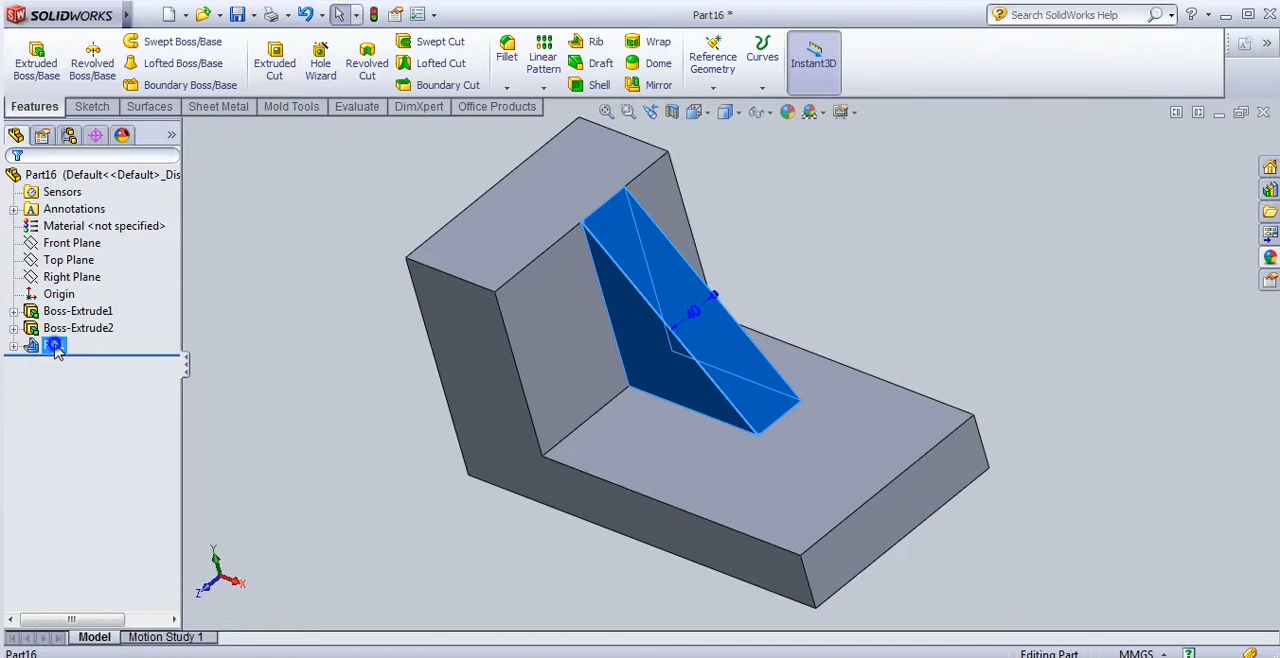 SOLIDWORKS
Part16 *
Search SolidWorks Help
Extruded Boss/Base
Revolved Boss/Base
Swept Boss/Base
Lofted Boss/Base
Boundary Boss/Base
Extruded Cut
Hole Wizard
Revolved Cut
Swept Cut
Lofted Cut
Boundary Cut
Fillet
Linear Pattern
Rib
Draft
Shell
Wrap
Dome
Mirror
Reference Geometry
Curves
Instant3D
Features Sketch Surfaces Sheet Metal Mold Tools Evaluate DimXpert Office Products
Part16 (Default<<Default>_Dis
Sensors
Annotations
Material <not specified>
Front Plane
Top Plane
Right Plane
Origin
Boss-Extrude1
Boss-Extrude2
40
Y
X
Z
Model Motion Study 1
Part16 Editing Part MMGS